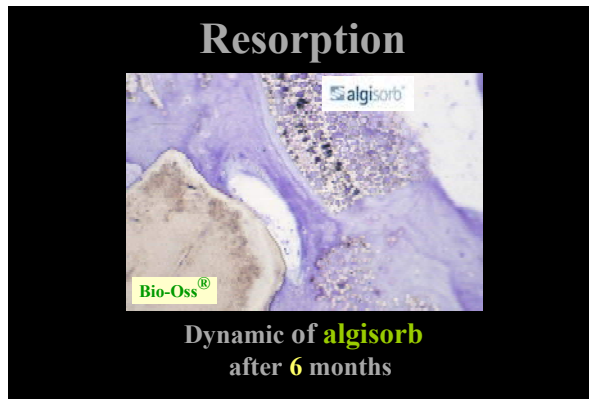 Resorption
algisorb®
Bio-Oss®
Dynamic of algisorb
after 6 months